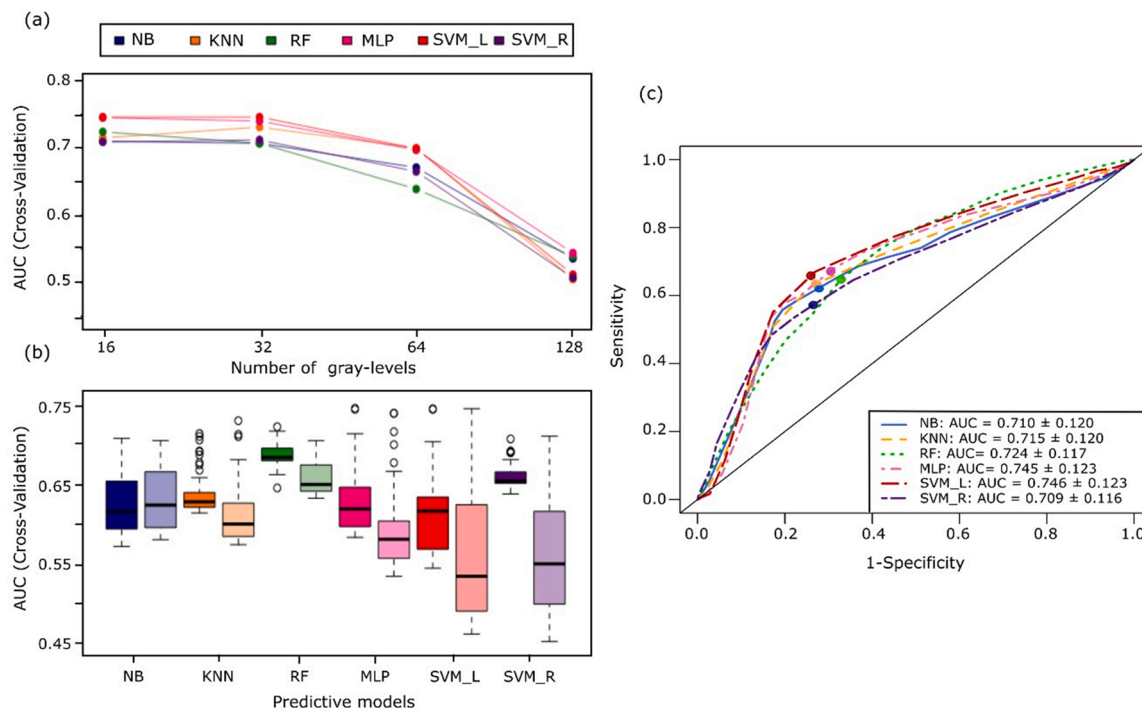 (a)
NB KNN RF MLP SVM_L SVM_R
AUC (Cross-Validation)
0.8
0.7
0.6
0.5
16 32 64 128
Number of gray-levels
(b)
AUC (Cross-Validation)
0.75
0.65
0.55
0.45
NB KNN RF MLP SVM_L SVM_R
Predictive models
(c)
Sensitivity
1.0
0.8
0.6
0.4
0.2
0.0
NB: AUC = 0.710 ± 0.120
KNN: AUC = 0.715 ± 0.120
RF: AUC = 0.724 ± 0.117
MLP: AUC = 0.745 ± 0.123
SVM_L: AUC = 0.746 ± 0.123
SVM_R: AUC = 0.709 ± 0.116
0.0 0.2 0.4 0.6 0.8 1.0
1-Specificity